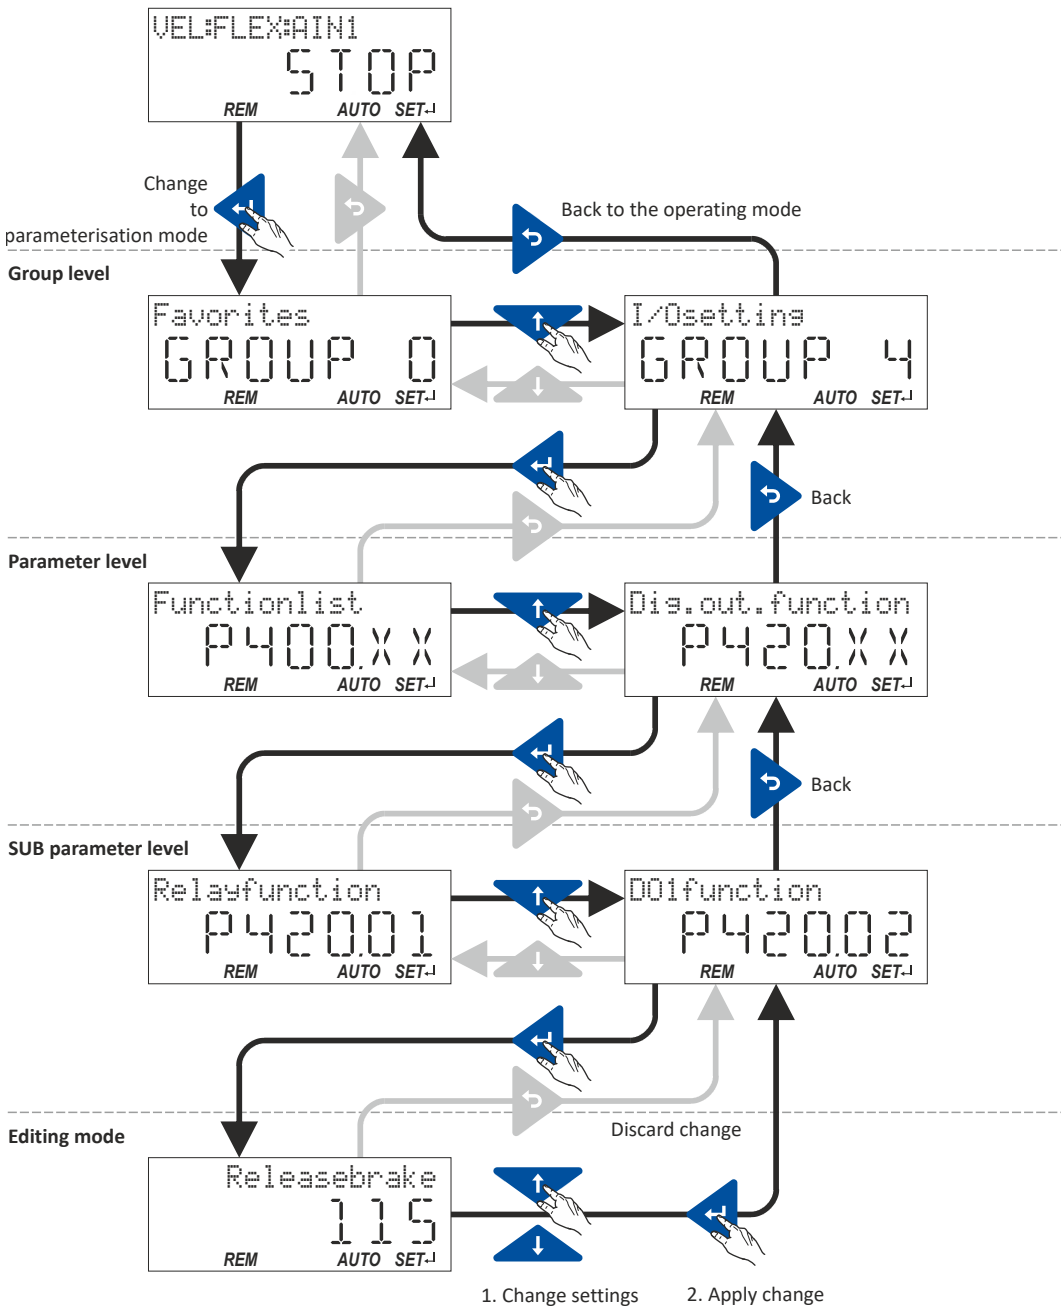 VEL:FLEX:AIN1
STOP
REM AUTO SET
Change
to
parameterisation mode
Back to the operating mode
Group level
Favorites
GROUP 0
REM AUTO SET
I/Osetting
GROUP 4
REM AUTO SET
Back
Parameter level
Functionlist
P400.XX
REM AUTO SET
Dig.out.function
P420.XX
REM AUTO SET
Back
SUB parameter level
Relayfunction
P420.01
REM AUTO SET
DO1function
P420.02
REM AUTO SET
Discard change
Editing mode
Releasebrake
115
REM AUTO SET
1. Change settings
2. Apply change